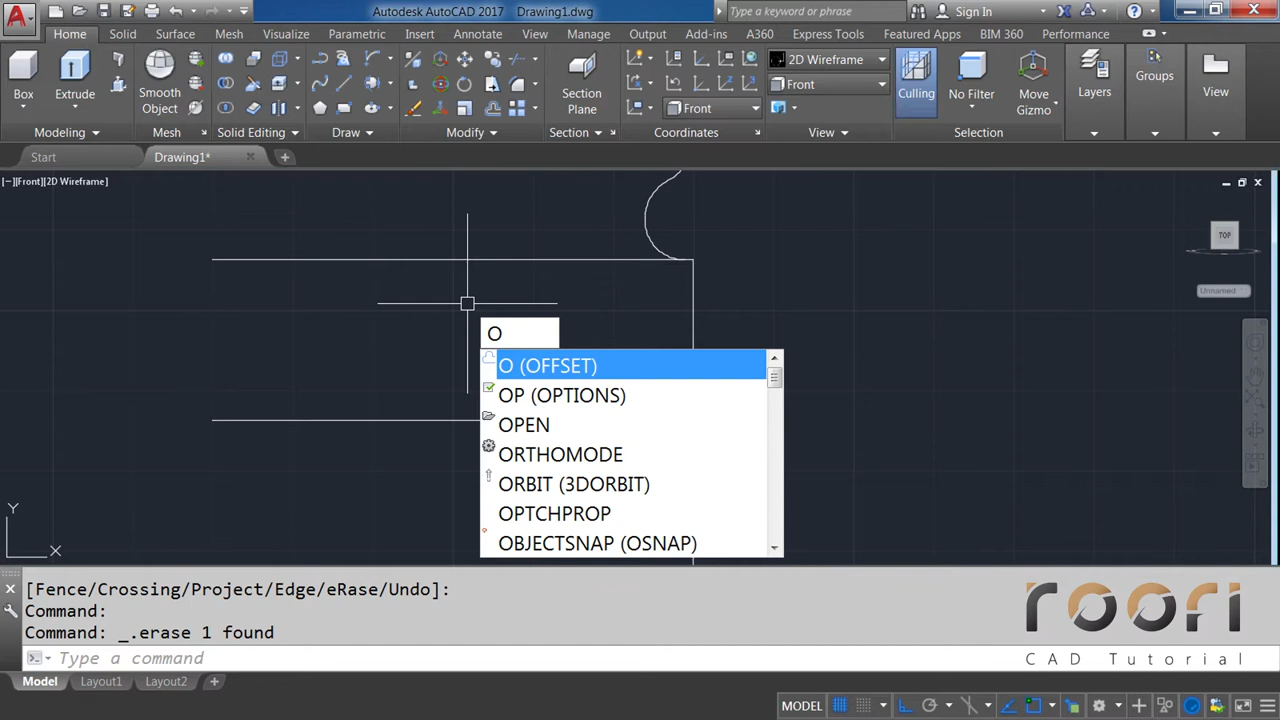 Autodesk AutoCAD 2017 Drawing1.dwg
Type a keyword or phrase
Sign In
Home Solid Surface Mesh Visualize Parametric Insert Annotate View Manage Output Add-ins A360 Express Tools Featured Apps BIM 360 Performance
2D Wireframe
Front
Front
Box
Extrude
Smooth
Object
Section
Plane
Culling
No Filter
Move
Gizmo
Layers
Groups
View
Modeling
Mesh
Solid Editing
Draw
Modify
Section
Coordinates
View
Selection
Start
Drawing1*
[−][Front][2D Wireframe]
TOP
Unnamed
O
O (OFFSET)
OP (OPTIONS)
OPEN
ORTHOMODE
ORBIT (3DORBIT)
OPTCHPROP
OBJECTSNAP (OSNAP)
Y
X
[Fence/Crossing/Project/Edge/eRase/Undo]:
Command:
Command: _.erase 1 found
Type a command
roori
CAD Tutorial
Model
Layout1
Layout2
MODEL